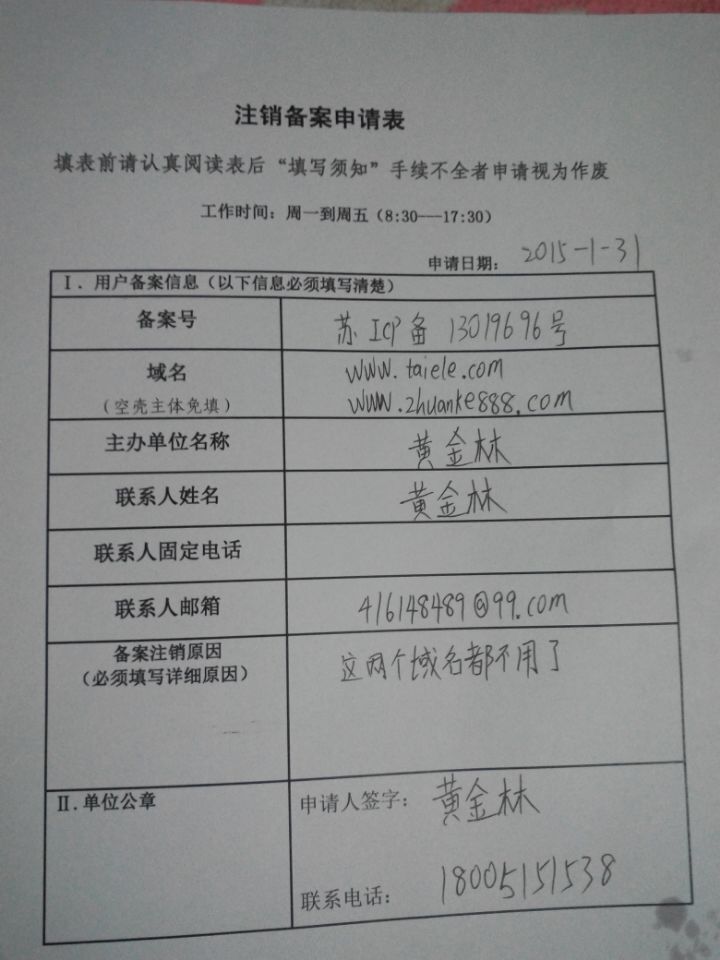 注销备案申请表
填表前请认真阅读表后“填写须知”手续不全者申请视为作废
工作时间：周一到周五（8:30---17:30）
申请日期： 2015-1-31
Ⅰ. 用户备案信息（以下信息必须填写清楚）
备案号 苏ICP备 13019696号
域名 www.taiele.com
（空壳主体免填） www.zhuanke888.com
主办单位名称 黄金林
联系人姓名 黄金林
联系人固定电话
联系人邮箱 416148489@99.com
备案注销原因
（必须填写详细原因） 这两个域名都不用了
Ⅱ. 单位公章 申请人签字： 黄金林
联系电话： 18005151538